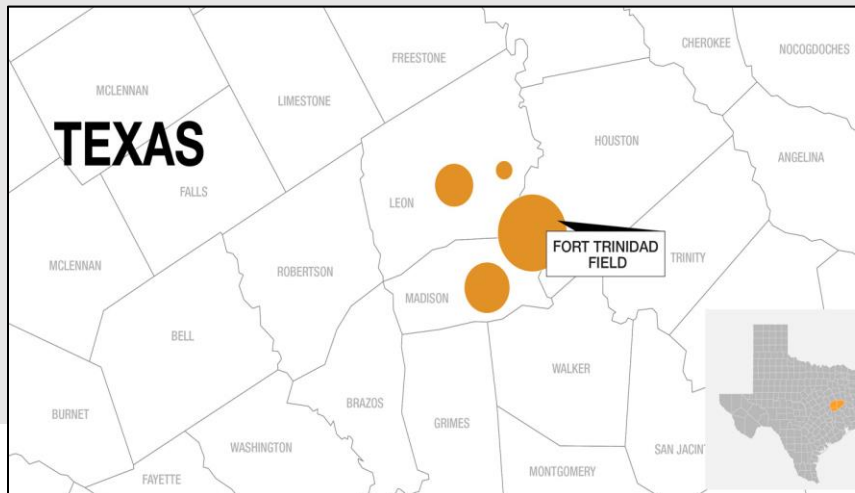 FREESTONE
CHEROKEE
NOCOGDOCHES
MCLENNAN
LIMESTONE
TEXAS
HOUSTON
ANGELINA
FALLS
LEON
FORT TRINIDAD
FIELD
MCLENNAN
ROBERTSON
TRINITY
MADISON
BELL
WALKER
BURNET
BRAZOS
GRIMES
WASHINGTON
SAN JACINT
MONTGOMERY
FAYETTE